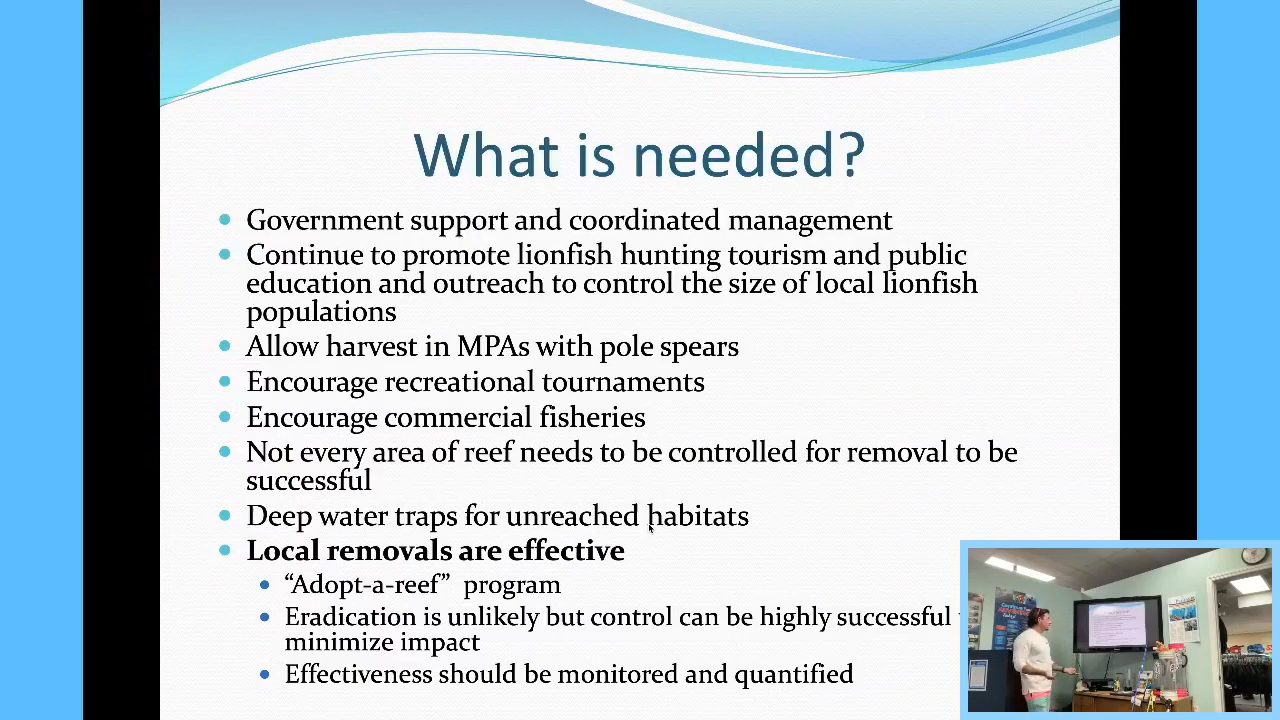 What is needed?
Government support and coordinated management
Continue to promote lionfish hunting tourism and public
education and outreach to control the size of local lionfish
populations
Allow harvest in MPAs with pole spears
Encourage recreational tournaments
Encourage commercial fisheries
Not every area of reef needs to be controlled for removal to be
successful
Deep water traps for unreached habitats
Local removals are effective
“Adopt-a-reef” program
Eradication is unlikely but control can be highly successful
minimize impact
Effectiveness should be monitored and quantified